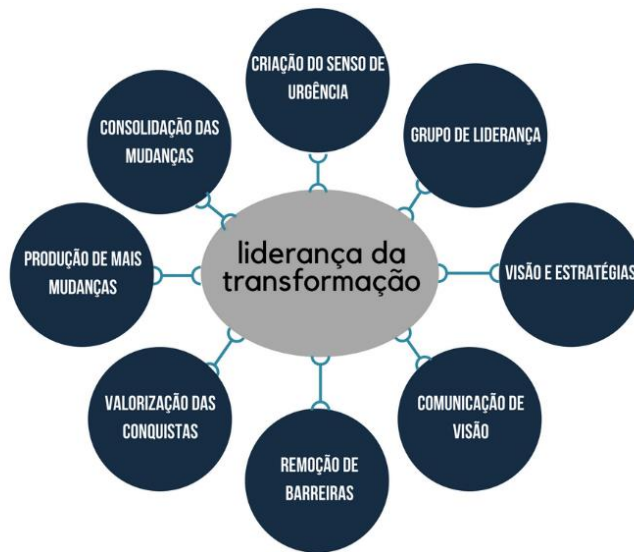 CRIAÇÃO DO SENSO DE
URGÊNCIA
GRUPO DE LIDERANÇA
VISÃO E ESTRATÉGIAS
COMUNICAÇÃO DE
VISÃO
REMOÇÃO DE
BARREIRAS
VALORIZAÇÃO DAS
CONQUISTAS
PRODUÇÃO DE MAIS
MUDANÇAS
CONSOLIDAÇÃO DAS
MUDANÇAS
liderança da
transformação